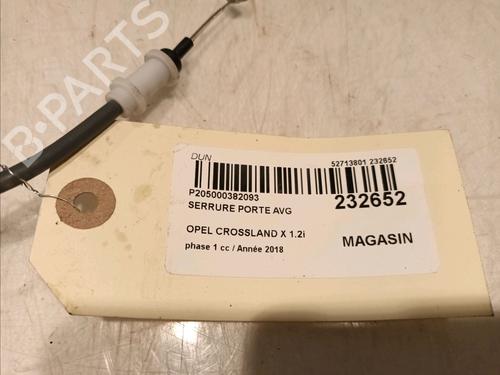 B-PARTS
DUN
52713801 232652
P205000382093
232652
SERRURE PORTE AVG
OPEL CROSSLAND X 1.2i
MAGASIN
phase 1 cc / Année 2018